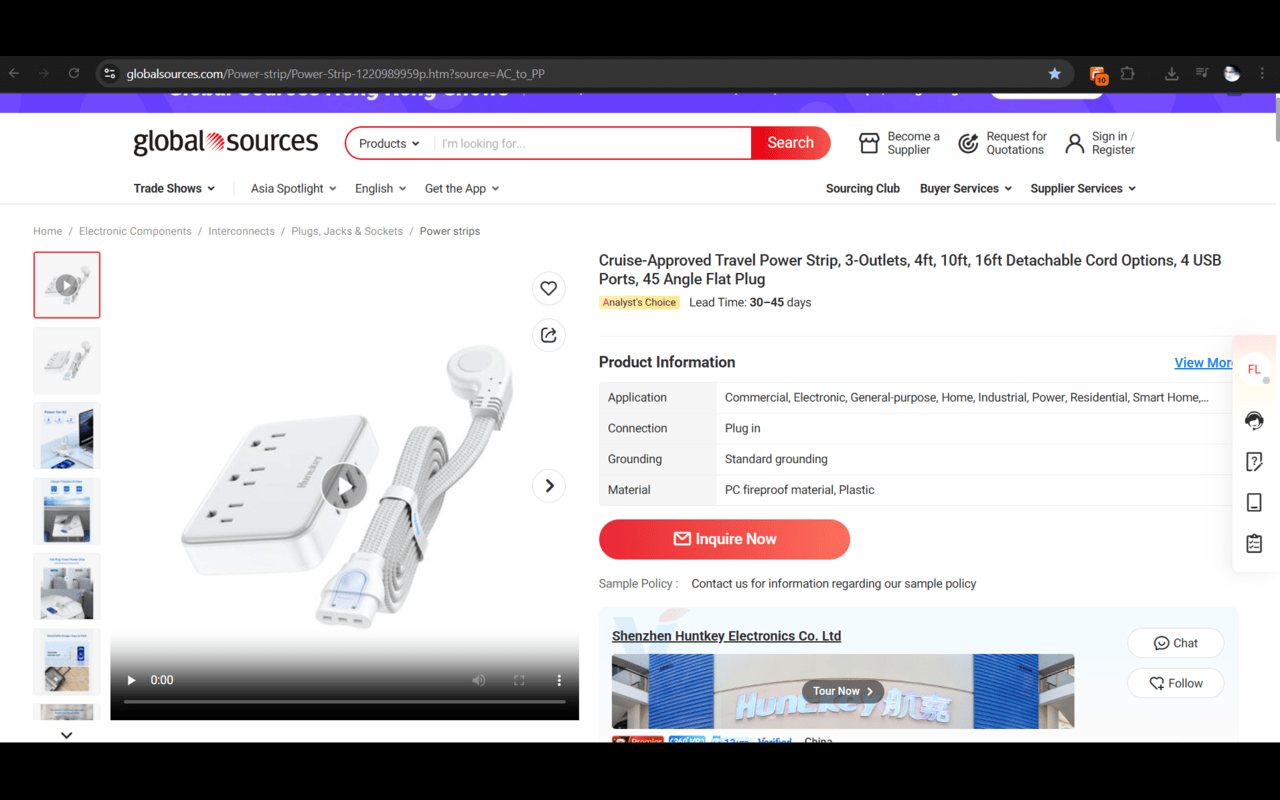 globalsources.com/Power-strip/Power-Strip-1220989959p.htm?source=AC_to_PP
10
global sources
Products
I'm looking for...
Search
Become a
Supplier
Request for
Quotations
Sign in /
Register
Trade Shows
Asia Spotlight
English
Get the App
Sourcing Club
Buyer Services
Supplier Services
Home / Electronic Components / Interconnects / Plugs, Jacks & Sockets / Power strips
Huntkey
0:00
Cruise-Approved Travel Power Strip, 3-Outlets, 4ft, 10ft, 16ft Detachable Cord Options, 4 USB
Ports, 45 Angle Flat Plug
Analyst's Choice
Lead Time: 30–45 days
Product Information
View More
Application
Commercial, Electronic, General-purpose, Home, Industrial, Power, Residential, Smart Home,...
Connection
Plug in
Grounding
Standard grounding
Material
PC fireproof material, Plastic
Inquire Now
Sample Policy :
Contact us for information regarding our sample policy
Shenzhen Huntkey Electronics Co. Ltd
Tour Now
Huntkey 航嘉
Chat
Follow
FL
Verified
China